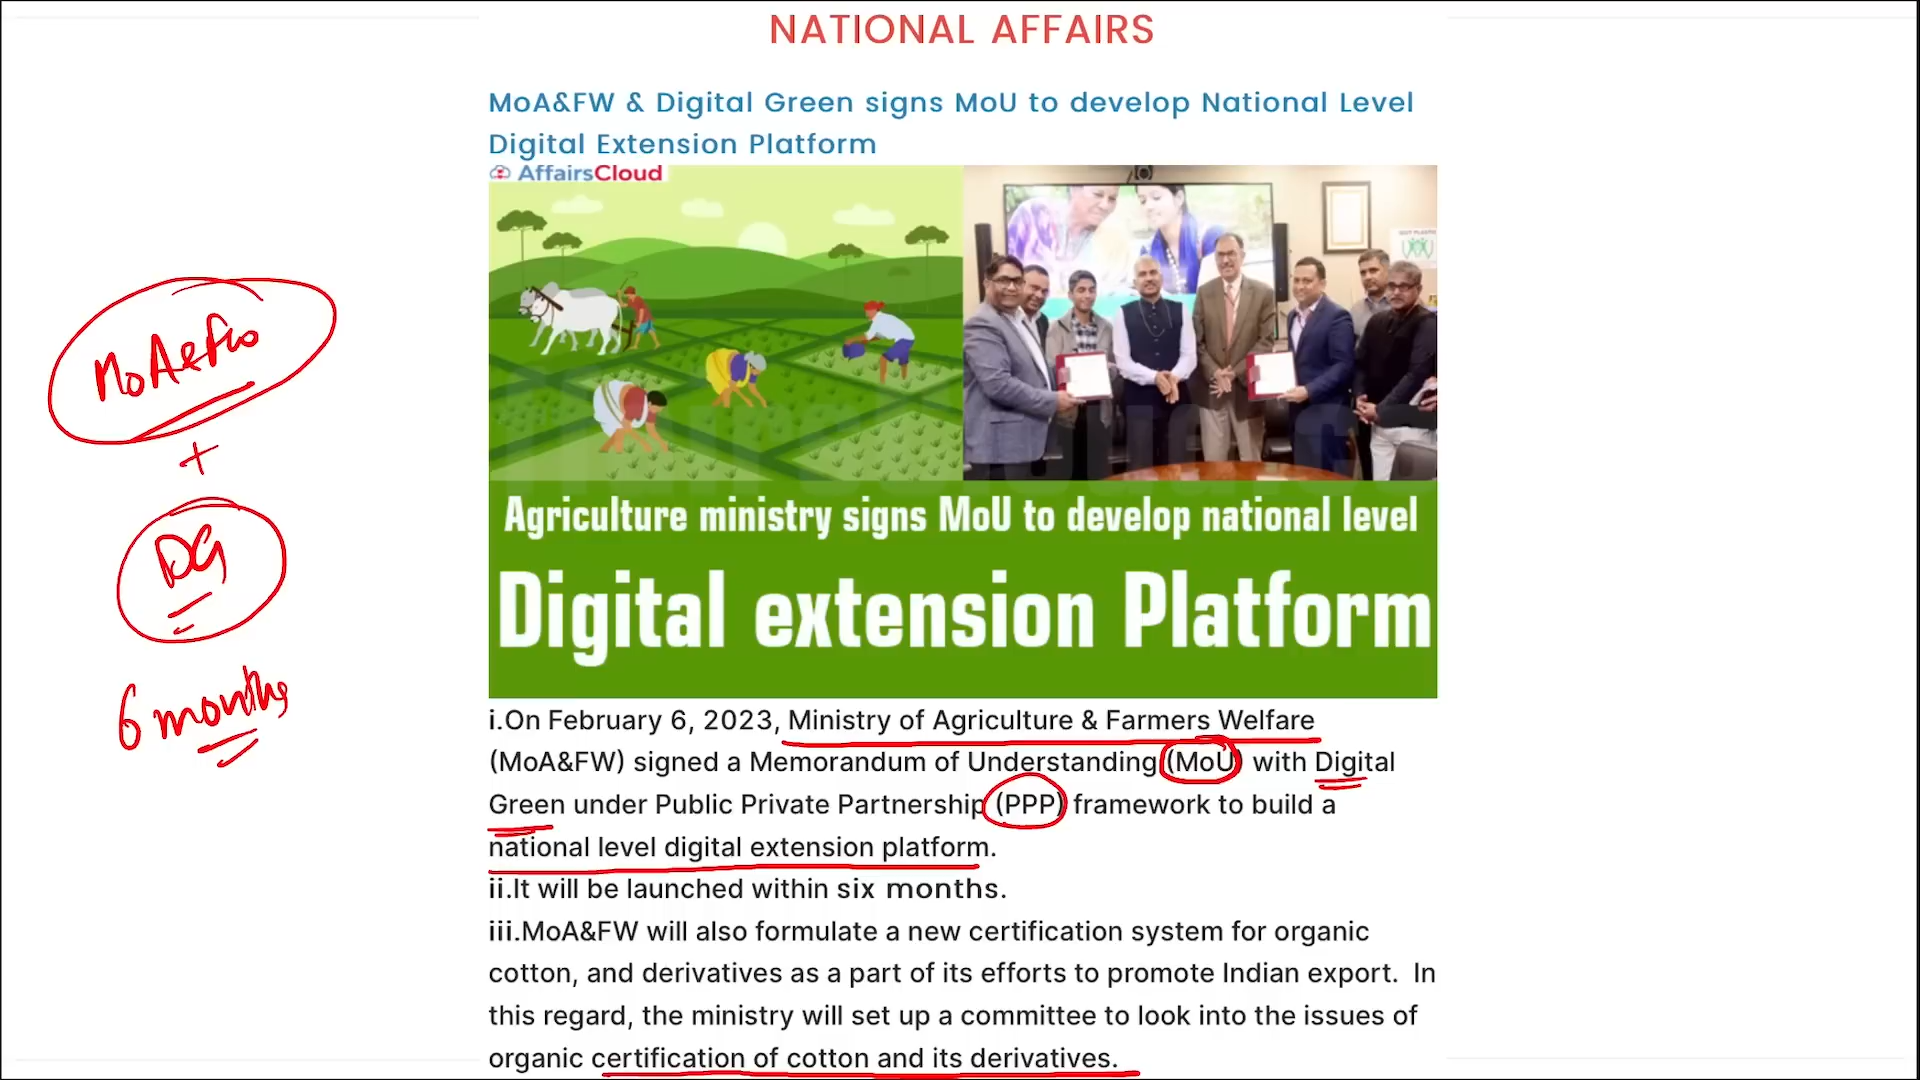 NATIONAL AFFAIRS
MoA&FW & Digital Green signs MoU to develop National Level
Digital Extension Platform
AffairsCloud
Agriculture ministry signs MoU to develop national level
Digital extension Platform
MoA&FW
+
DG
6 months
i.On February 6, 2023, Ministry of Agriculture & Farmers Welfare
(MoA&FW) signed a Memorandum of Understanding (MoU) with Digital
Green under Public Private Partnership (PPP) framework to build a
national level digital extension platform.
ii.It will be launched within six months.
iii.MoA&FW will also formulate a new certification system for organic
cotton, and derivatives as a part of its efforts to promote Indian export. In
this regard, the ministry will set up a committee to look into the issues of
organic certification of cotton and its derivatives.